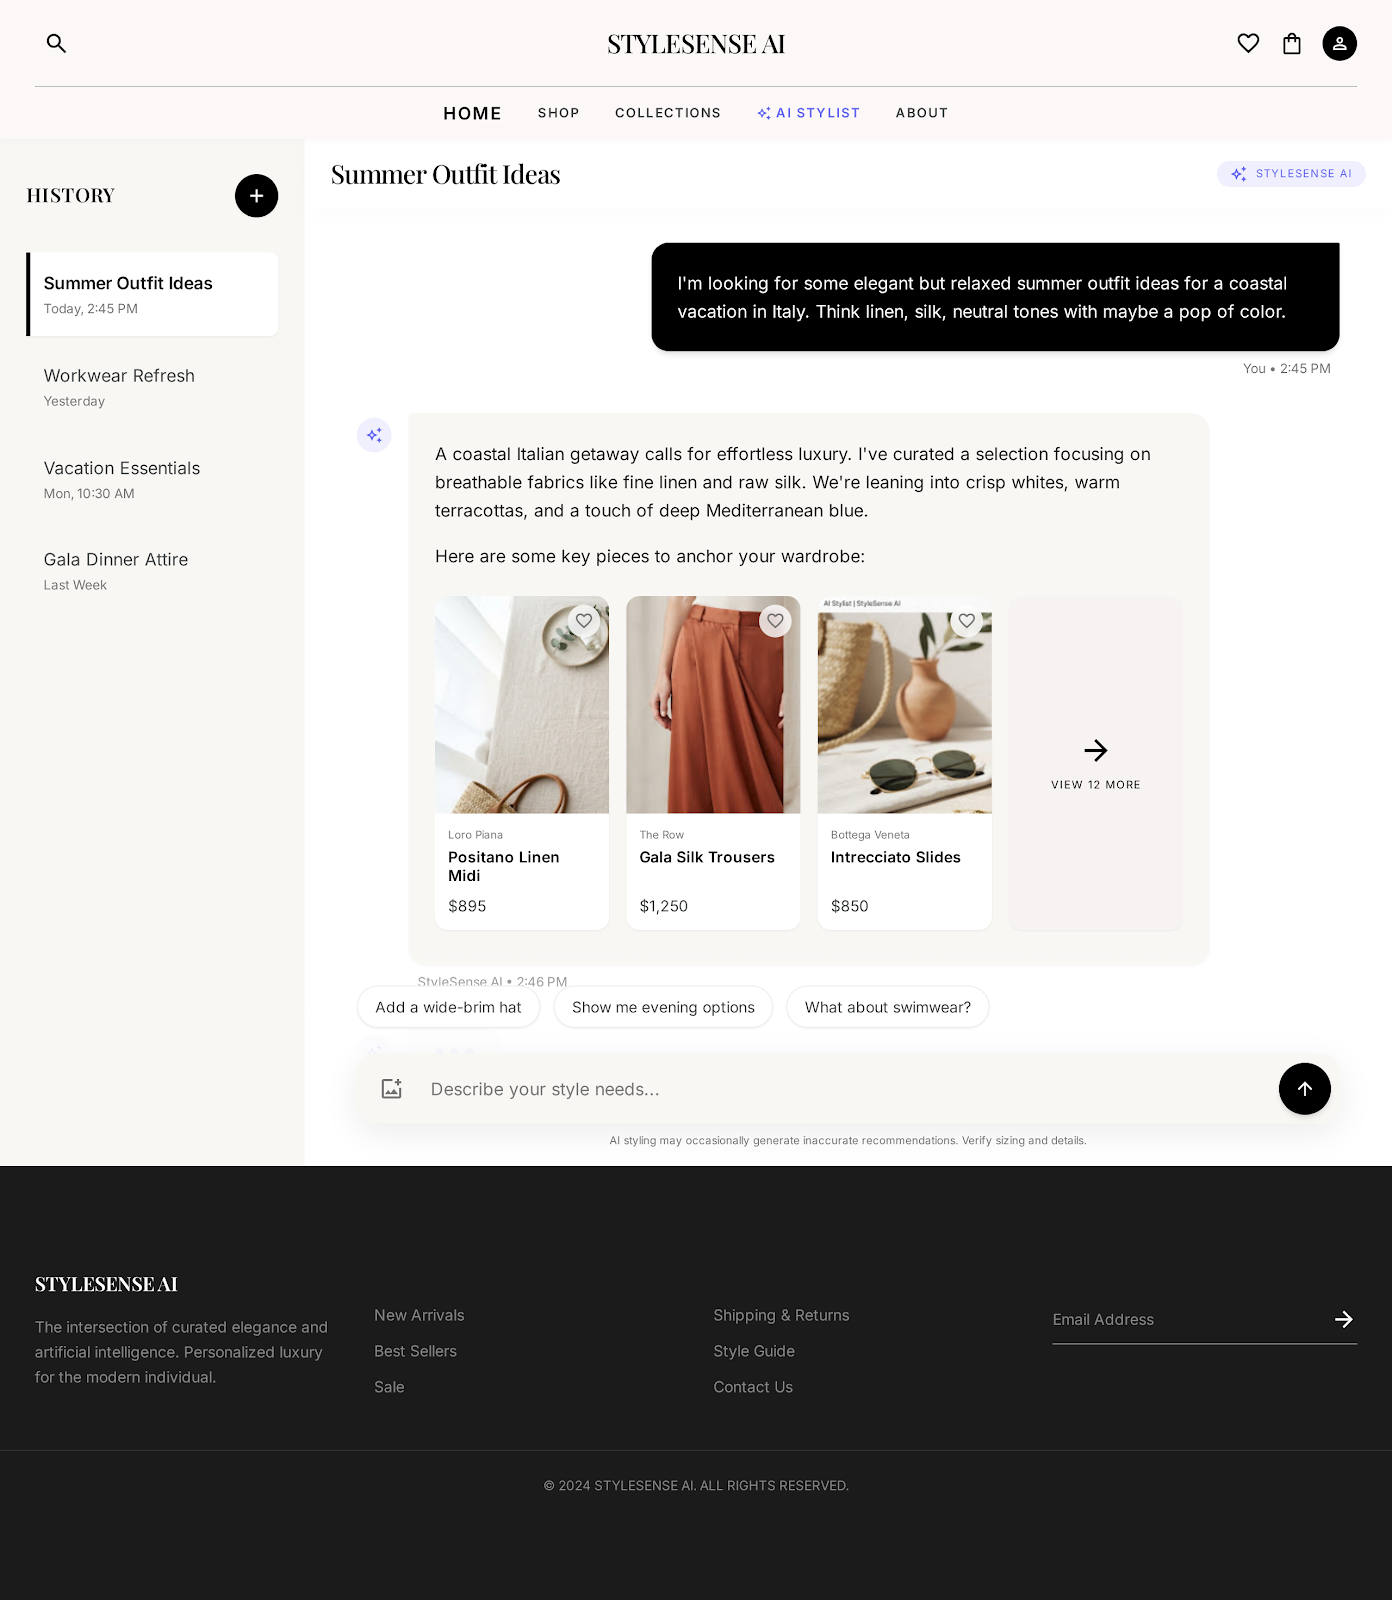 STYLESENSE AI
HOME
SHOP
COLLECTIONS
AI STYLIST
ABOUT
HISTORY
Summer Outfit Ideas
Today, 2:45 PM
Workwear Refresh
Yesterday
Vacation Essentials
Mon, 10:30 AM
Gala Dinner Attire
Last Week
Summer Outfit Ideas
STYLESENSE AI
I'm looking for some elegant but relaxed summer outfit ideas for a coastal
vacation in Italy. Think linen, silk, neutral tones with maybe a pop of color.
You • 2:45 PM
A coastal Italian getaway calls for effortless luxury. I've curated a selection focusing on
breathable fabrics like fine linen and raw silk. We're leaning into crisp whites, warm
terracottas, and a touch of deep Mediterranean blue.
Here are some key pieces to anchor your wardrobe:
Loro Piana
Positano Linen
Midi
$895
The Row
Gala Silk Trousers
$1,250
AI Stylist | StyleSense AI
Bottega Veneta
Intrecciato Slides
$850
VIEW 12 MORE
StyleSense AI • 2:46 PM
Add a wide-brim hat
Show me evening options
What about swimwear?
Describe your style needs...
AI styling may occasionally generate inaccurate recommendations. Verify sizing and details.
STYLESENSE AI
The intersection of curated elegance and
artificial intelligence. Personalized luxury
for the modern individual.
New Arrivals
Best Sellers
Sale
Shipping & Returns
Style Guide
Contact Us
Email Address
© 2024 STYLESENSE AI. ALL RIGHTS RESERVED.